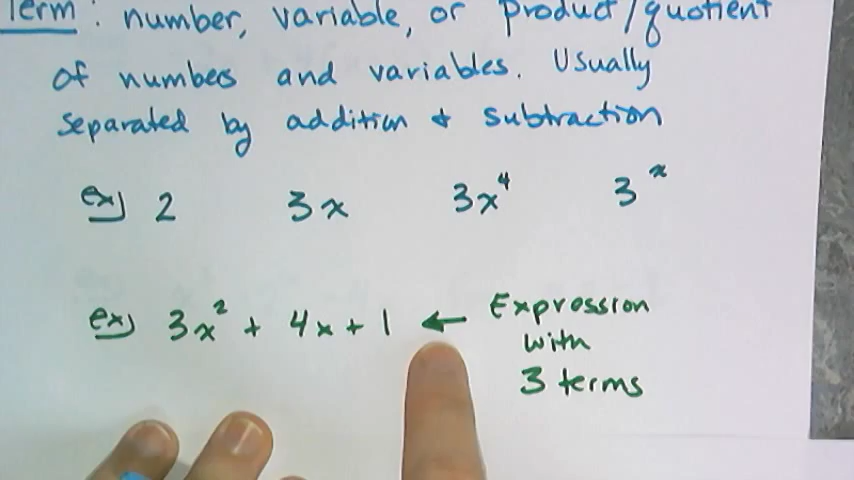 Term: number, variable, or product/quotient
of numbers and variables. Usually
separated by addition & subtraction
ex) 2 3x 3x⁴ 3ˣ
ex) 3x² + 4x + 1 ← Expression
with
3 terms